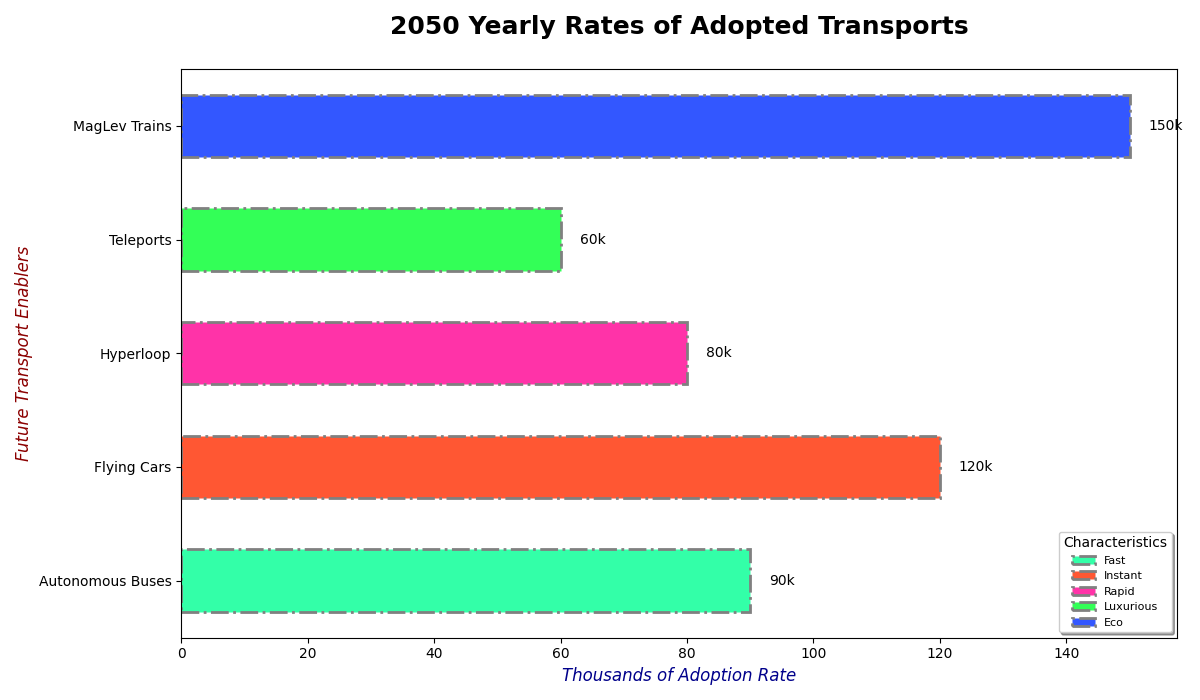 2050 Yearly Rates of Adopted Transports
Future Transport Enablers
MagLev Trains
150k
Teleports
60k
Hyperloop
80k
Flying Cars
120k
Autonomous Buses
90k
Characteristics
Fast
Instant
Rapid
Luxurious
Eco
0 20 40 60 80 100 120 140
Thousands of Adoption Rate